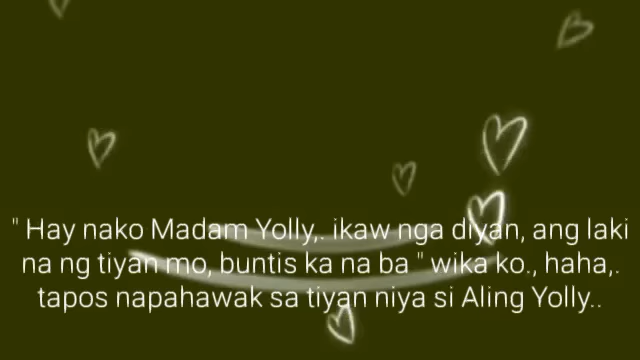 " Hay nako Madam Yolly,. ikaw nga diyan, ang laki
na ng tiyan mo, buntis ka na ba " wika ko., haha,.
tapos napahawak sa tiyan niya si Aling Yolly..